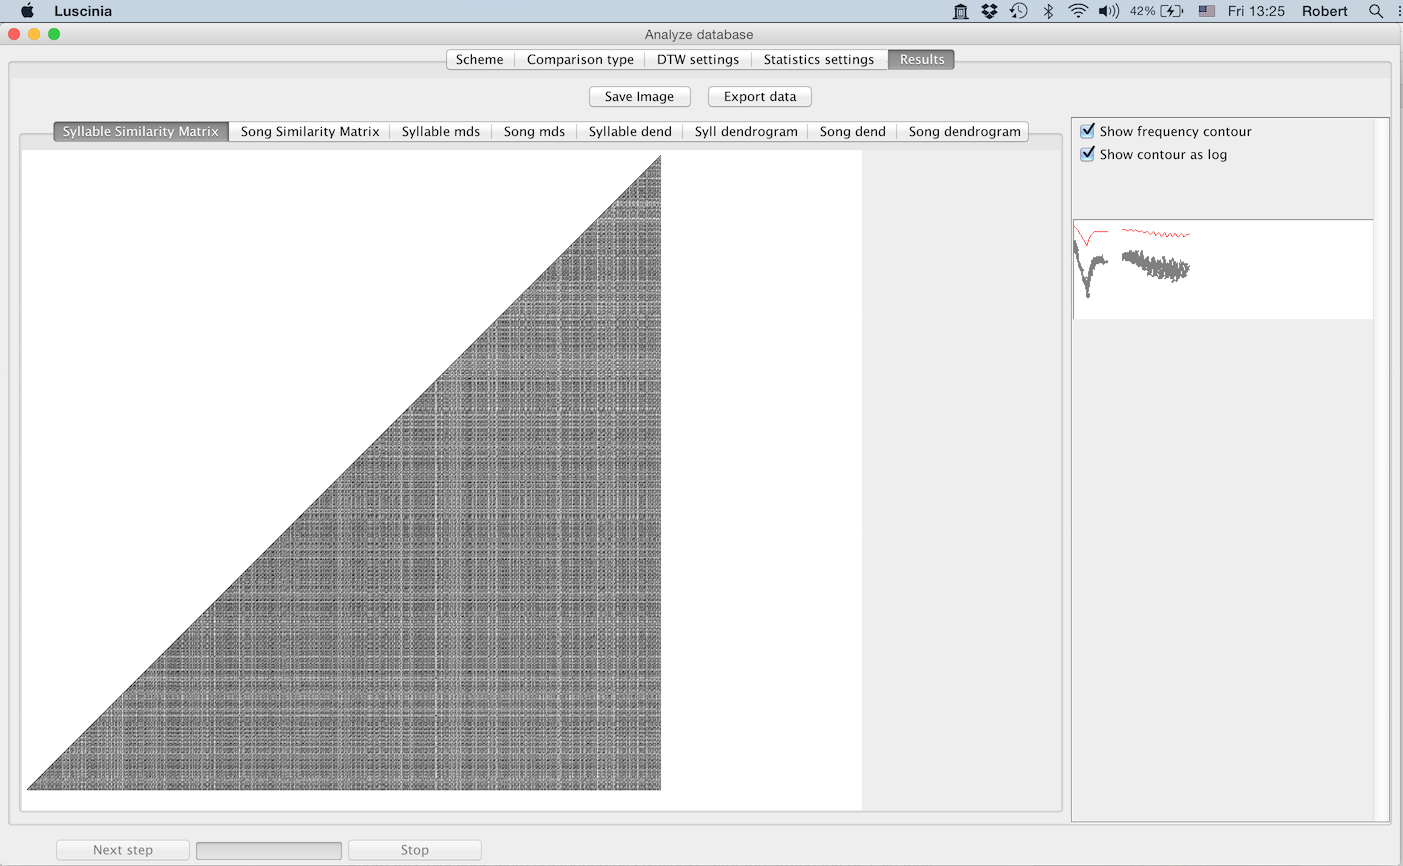 Luscinia 42% Fri 13:25 Robert
Analyze database
Scheme Comparison type DTW settings Statistics settings Results
Save Image Export data
Syllable Similarity Matrix Song Similarity Matrix Syllable mds Song mds Syllable dend Syll dendrogram Song dend Song dendrogram
Show frequency contour
Show contour as log
Next step Stop